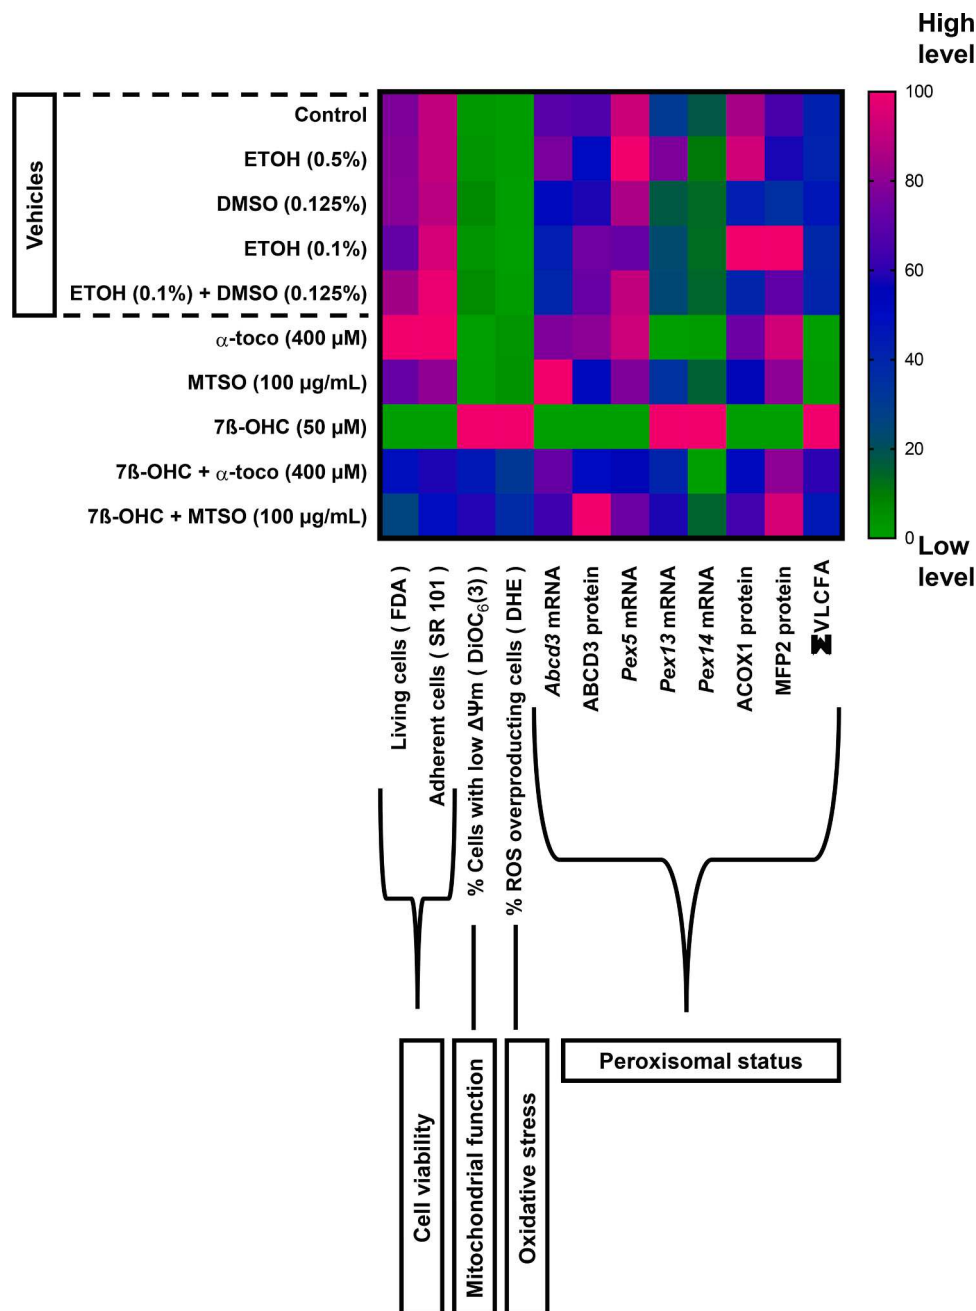 High
level
Vehicles
Control
ETOH (0.5%)
DMSO (0.125%)
ETOH (0.1%)
ETOH (0.1%) + DMSO (0.125%)
α-toco (400 µM)
MTSO (100 µg/mL)
7ß-OHC (50 µM)
7ß-OHC + α-toco (400 µM)
7ß-OHC + MTSO (100 µg/mL)
100
80
60
40
20
0
Low
level
Living cells ( FDA )
Adherent cells ( SR 101 )
% Cells with low ΔΨm ( DiOC₆(3) )
% ROS overproducting cells ( DHE )
Abcd3 mRNA
ABCD3 protein
Pex5 mRNA
Pex13 mRNA
Pex14 mRNA
ACOX1 protein
MFP2 protein
ΣVLCFA
Cell viability
Mitochondrial function
Oxidative stress
Peroxisomal status